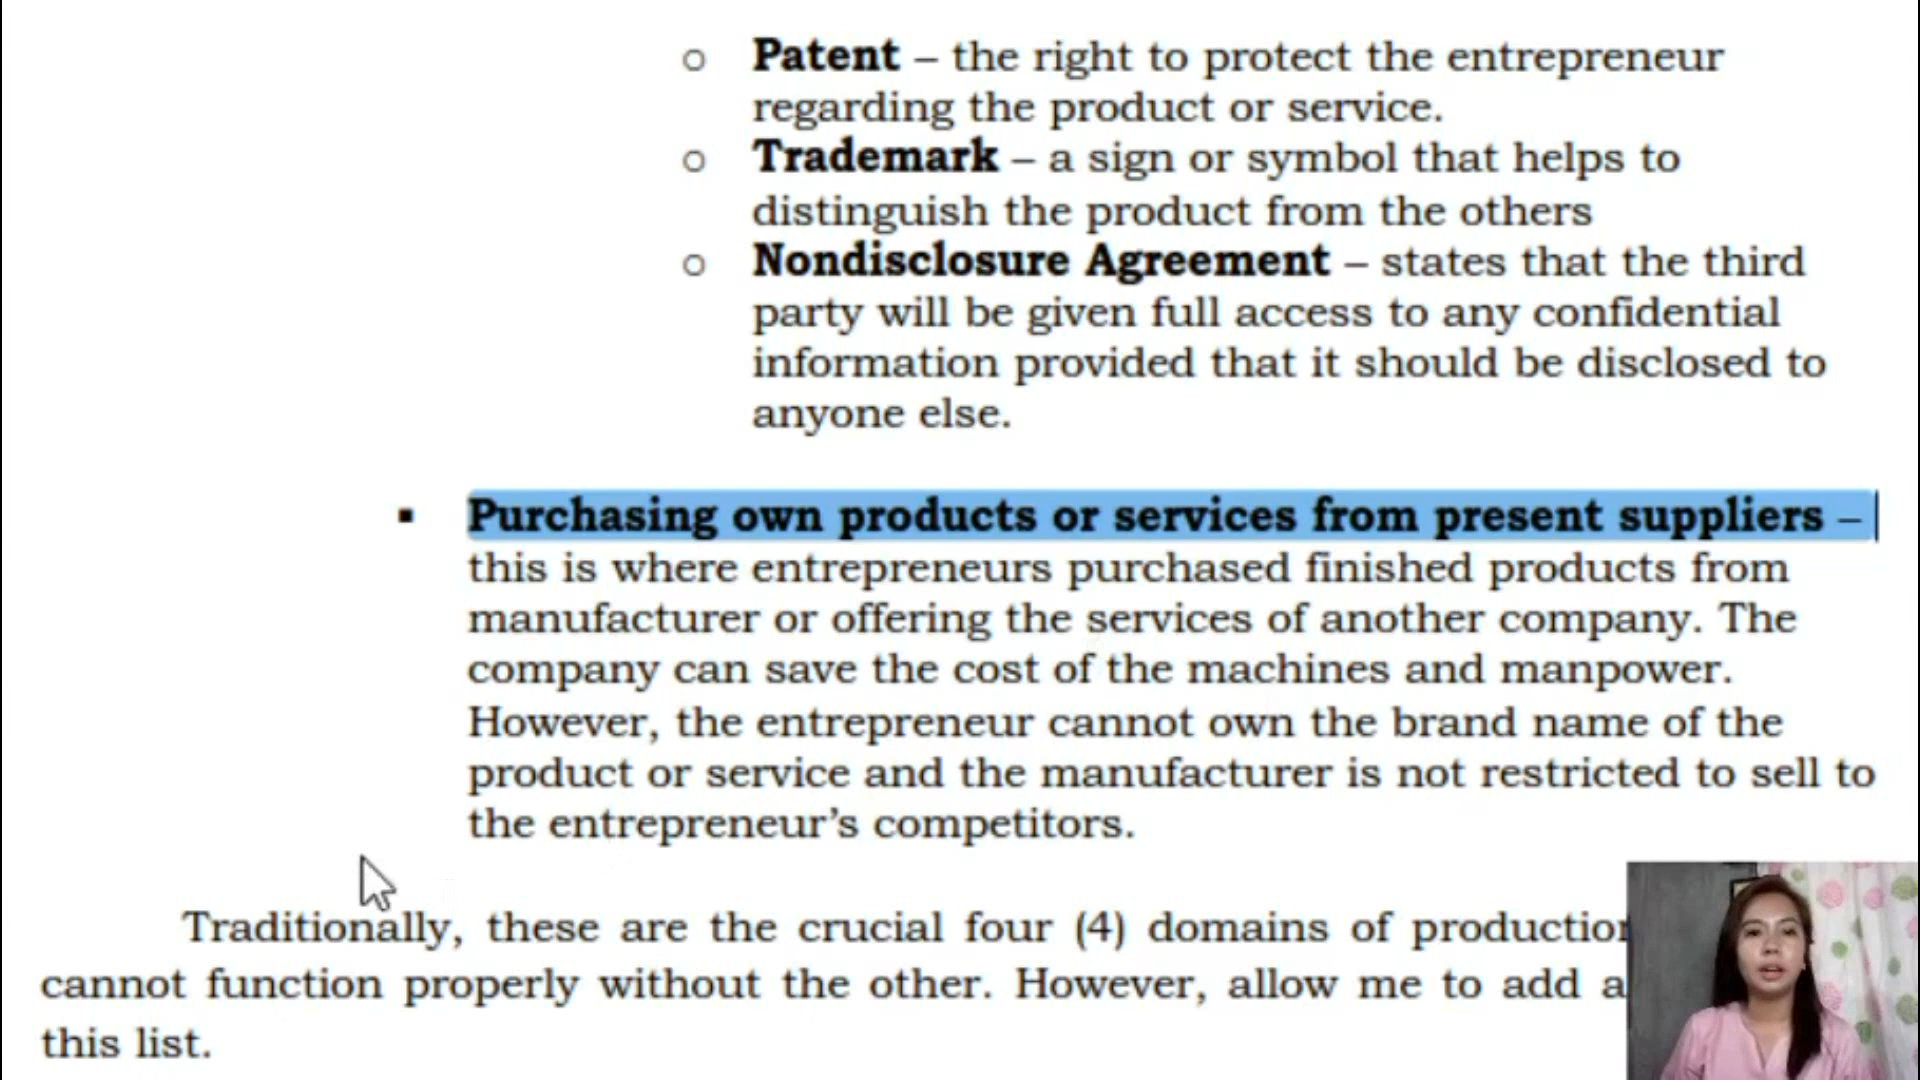 o Patent – the right to protect the entrepreneur
regarding the product or service.
o Trademark – a sign or symbol that helps to
distinguish the product from the others
o Nondisclosure Agreement – states that the third
party will be given full access to any confidential
information provided that it should be disclosed to
anyone else.
▪ Purchasing own products or services from present suppliers –
this is where entrepreneurs purchased finished products from
manufacturer or offering the services of another company. The
company can save the cost of the machines and manpower.
However, the entrepreneur cannot own the brand name of the
product or service and the manufacturer is not restricted to sell to
the entrepreneur's competitors.
Traditionally, these are the crucial four (4) domains of production
cannot function properly without the other. However, allow me to add a
this list.